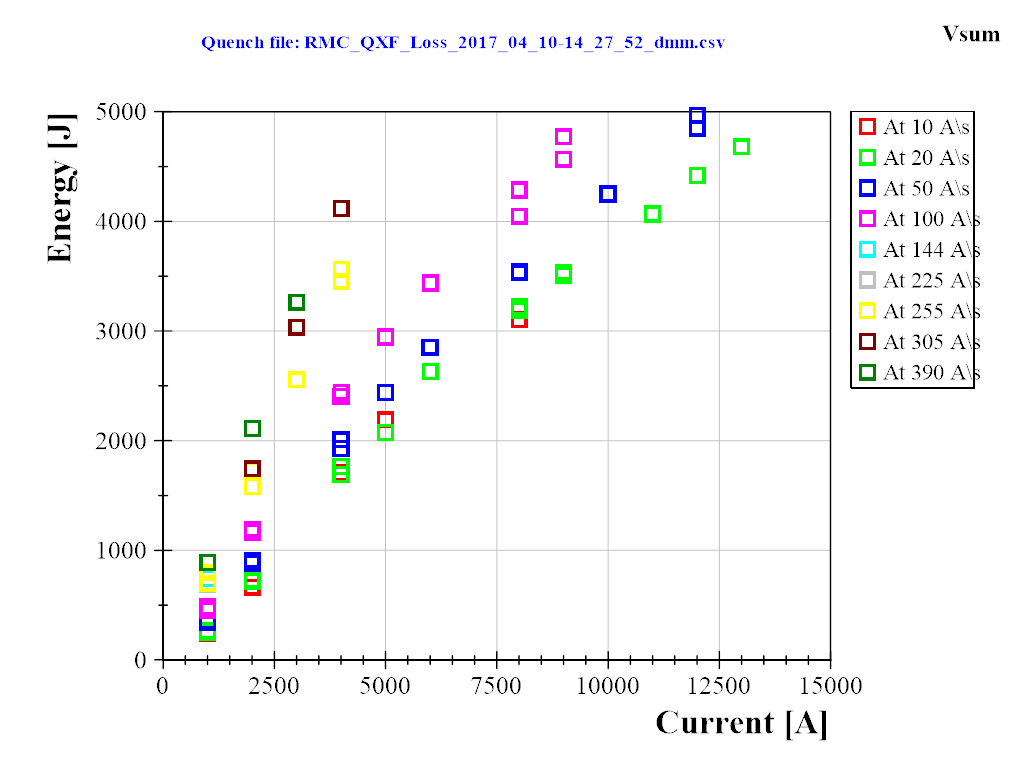 Vsum
Quench file: RMC_QXF_Loss_2017_04_10-14_27_52_dmm.csv
Energy [J]
5000
4000
3000
2000
1000
0
0 2500 5000 7500 10000 12500 15000
Current [A]
At 10 A\s
At 20 A\s
At 50 A\s
At 100 A\s
At 144 A\s
At 225 A\s
At 255 A\s
At 305 A\s
At 390 A\s